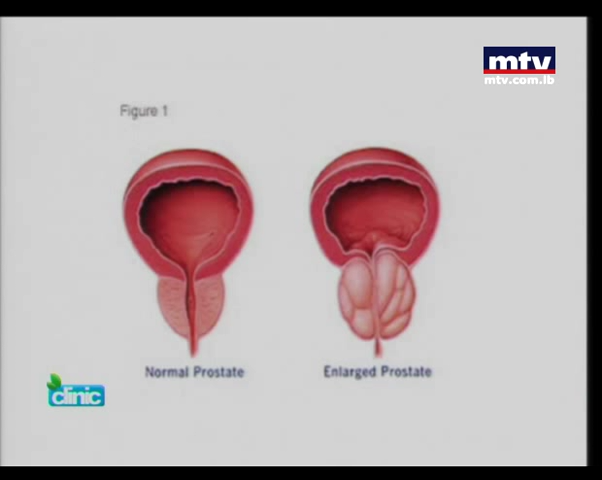 mtv
mtv.com.lb
Figure 1
Normal Prostate
Enlarged Prostate
clinic